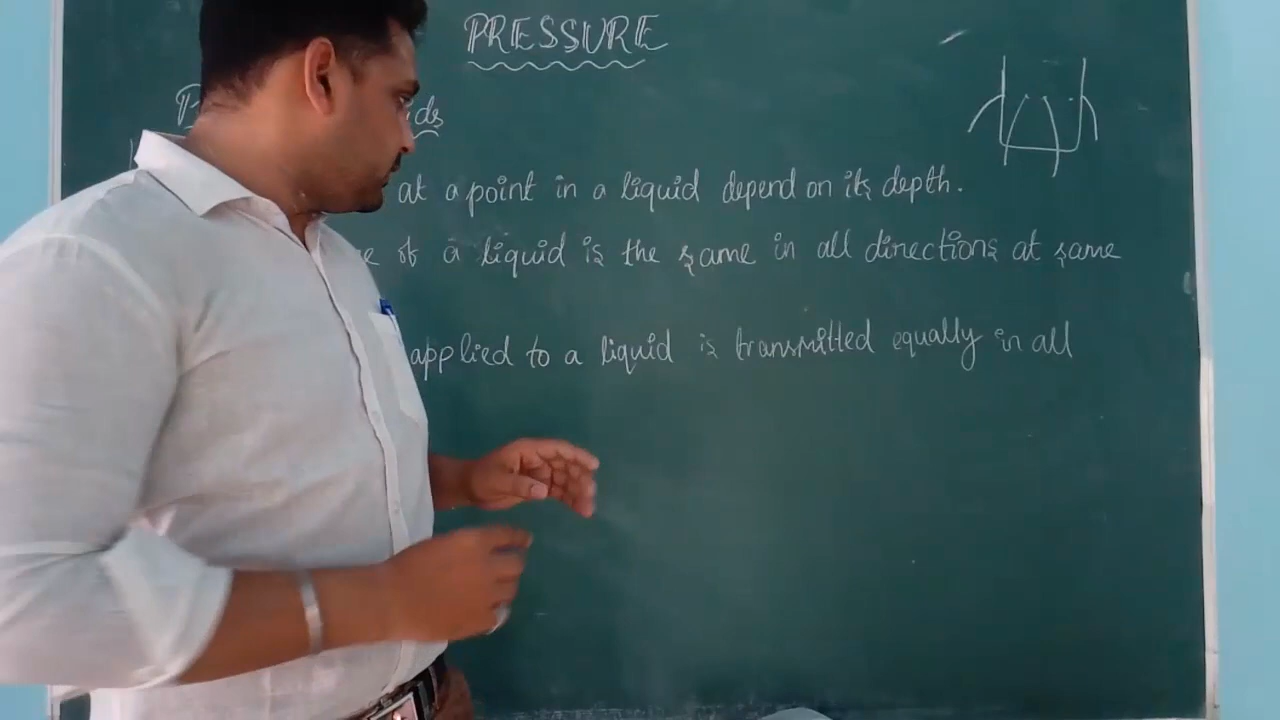 PRESSURE
at a point in a liquid depend on its depth.
of a liquid is the same in all directions at same
applied to a liquid is transmitted equally in all